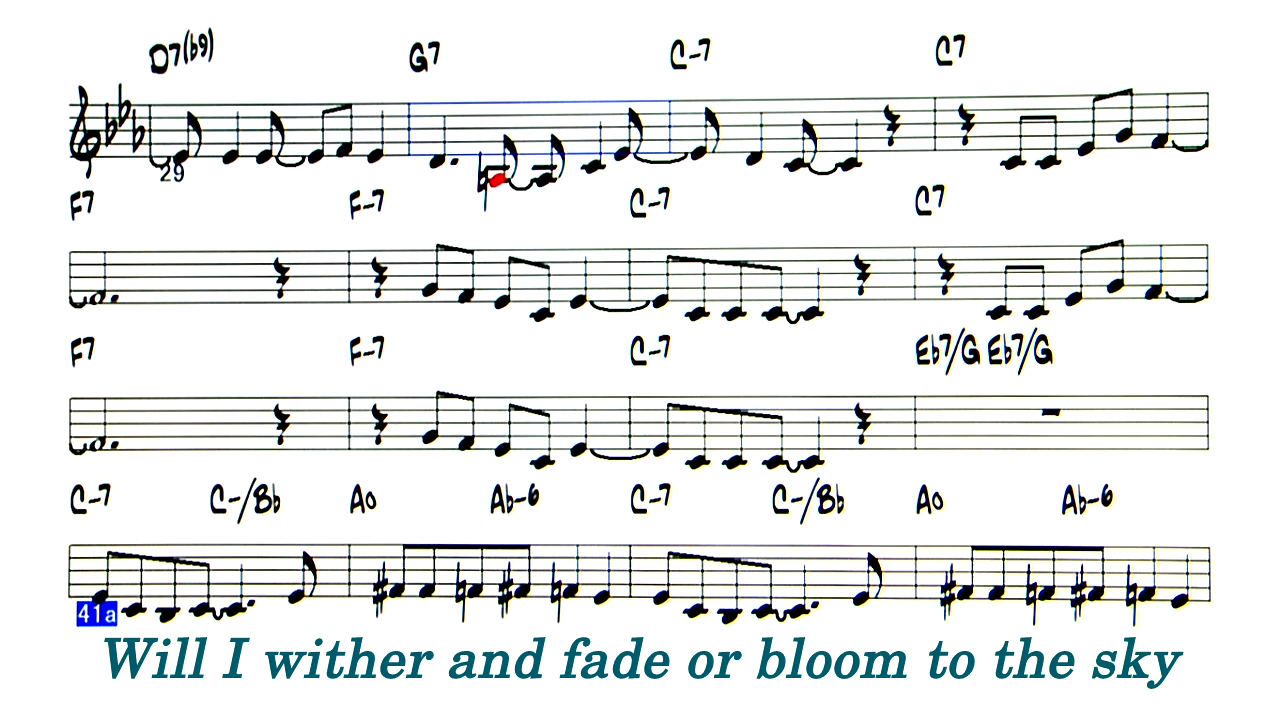 D7(b9) G7 C-7 C7
29
F7 F-7 C-7 C7
F7 F-7 C-7 Eb7/G Eb7/G
C-7 C-/Bb Ao Ab-6 C-7 C-/Bb Ao Ab-6
41a
Will I wither and fade or bloom to the sky